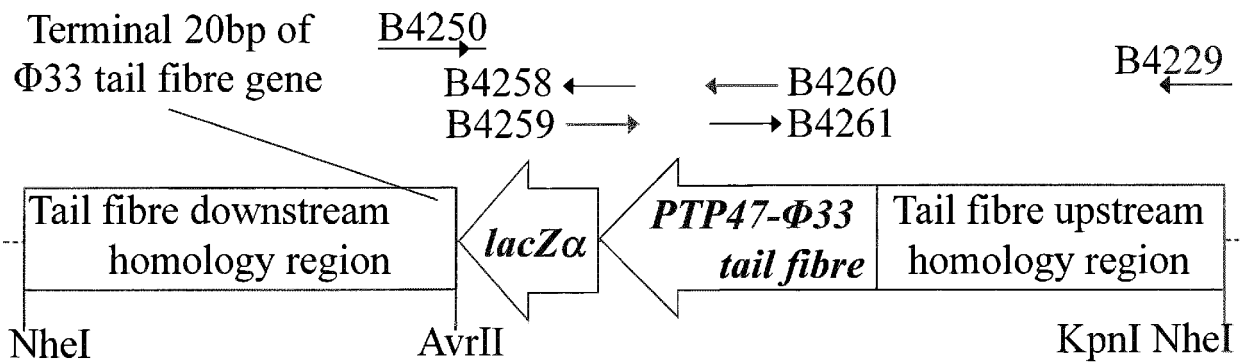 Terminal 20bp of
Φ33 tail fibre gene
B4250
B4258
B4260
B4229
B4259
B4261
Tail fibre downstream
homology region
lacZα
PTP47-Φ33
tail fibre
Tail fibre upstream
homology region
NheI
AvrII
KpnI NheI